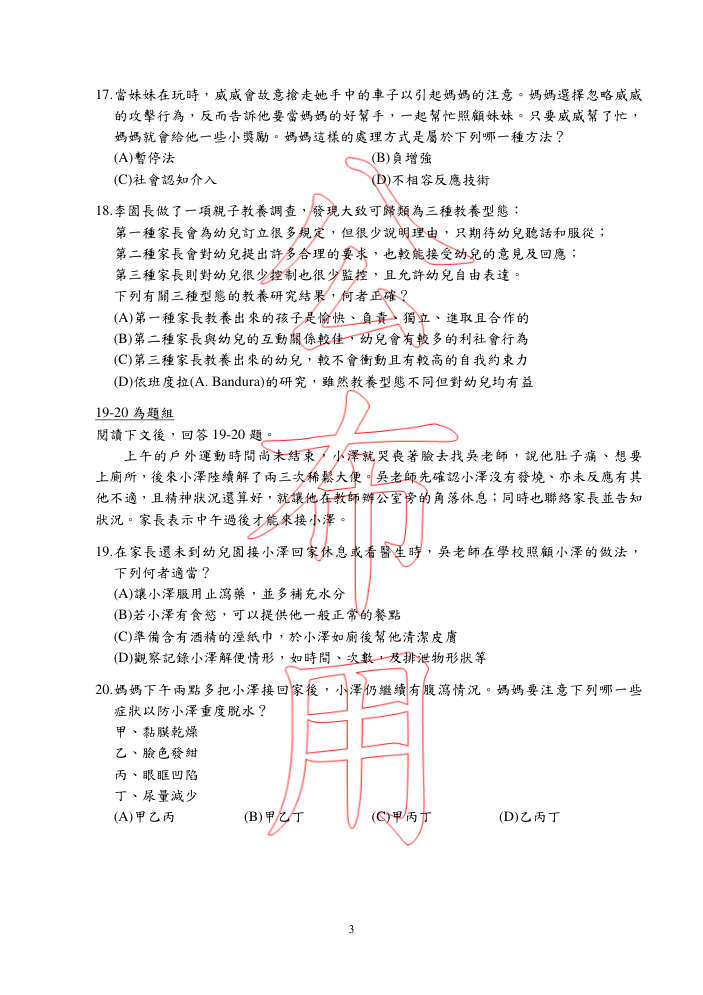 17.當妹妹在玩時，威威會故意搶走她手中的車子以引起媽媽的注意。媽媽選擇忽略威威
的攻擊行為，反而告訴他要當媽媽的好幫手，一起幫忙照顧妹妹。只要威威幫了忙，
媽媽就會給他一些小獎勵。媽媽這樣的處理方式是屬於下列哪一種方法？
(A)暫停法 (B)負增強
(C)社會認知介入 (D)不相容反應技術
18.李園長做了一項親子教養調查，發現大致可歸類為三種教養型態：
第一種家長會為幼兒訂立很多規定，但很少說明理由，只期待幼兒聽話和服從；
第二種家長會對幼兒提出許多合理的要求，也較能接受幼兒的意見及回應；
第三種家長則對幼兒很少控制也很少監控，且允許幼兒自由表達。
下列有關三種型態的教養研究結果，何者正確？
(A)第一種家長教養出來的孩子是愉快、負責、獨立、進取且合作的
(B)第二種家長與幼兒的互動關係較佳，幼兒會有較多的利社會行為
(C)第三種家長教養出來的幼兒，較不會衝動且有較高的自我約束力
(D)依班度拉(A. Bandura)的研究，雖然教養型態不同但對幼兒均有益
19-20 為題組
閱讀下文後，回答 19-20 題。
上午的戶外運動時間尚未結束，小澤就哭喪著臉去找吳老師，說他肚子痛、想要
上廁所，後來小澤陸續解了兩三次稀鬆大便。吳老師先確認小澤沒有發燒、亦未反應有其
他不適，且精神狀況還算好，就讓他在教師辦公室旁的角落休息；同時也聯絡家長並告知
狀況。家長表示中午過後才能來接小澤。
19.在家長還未到幼兒園接小澤回家休息或看醫生時，吳老師在學校照顧小澤的做法，
下列何者適當？
(A)讓小澤服用止瀉藥，並多補充水分
(B)若小澤有食慾，可以提供他一般正常的餐點
(C)準備含有酒精的溼紙巾，於小澤如廁後幫他清潔皮膚
(D)觀察記錄小澤解便情形，如時間、次數，及排泄物形狀等
20.媽媽下午兩點多把小澤接回家後，小澤仍繼續有腹瀉情況。媽媽要注意下列哪一些
症狀以防小澤重度脫水？
甲、黏膜乾燥
乙、臉色發紺
丙、眼眶凹陷
丁、尿量減少
(A)甲乙丙 (B)甲乙丁 (C)甲丙丁 (D)乙丙丁
公布用
3